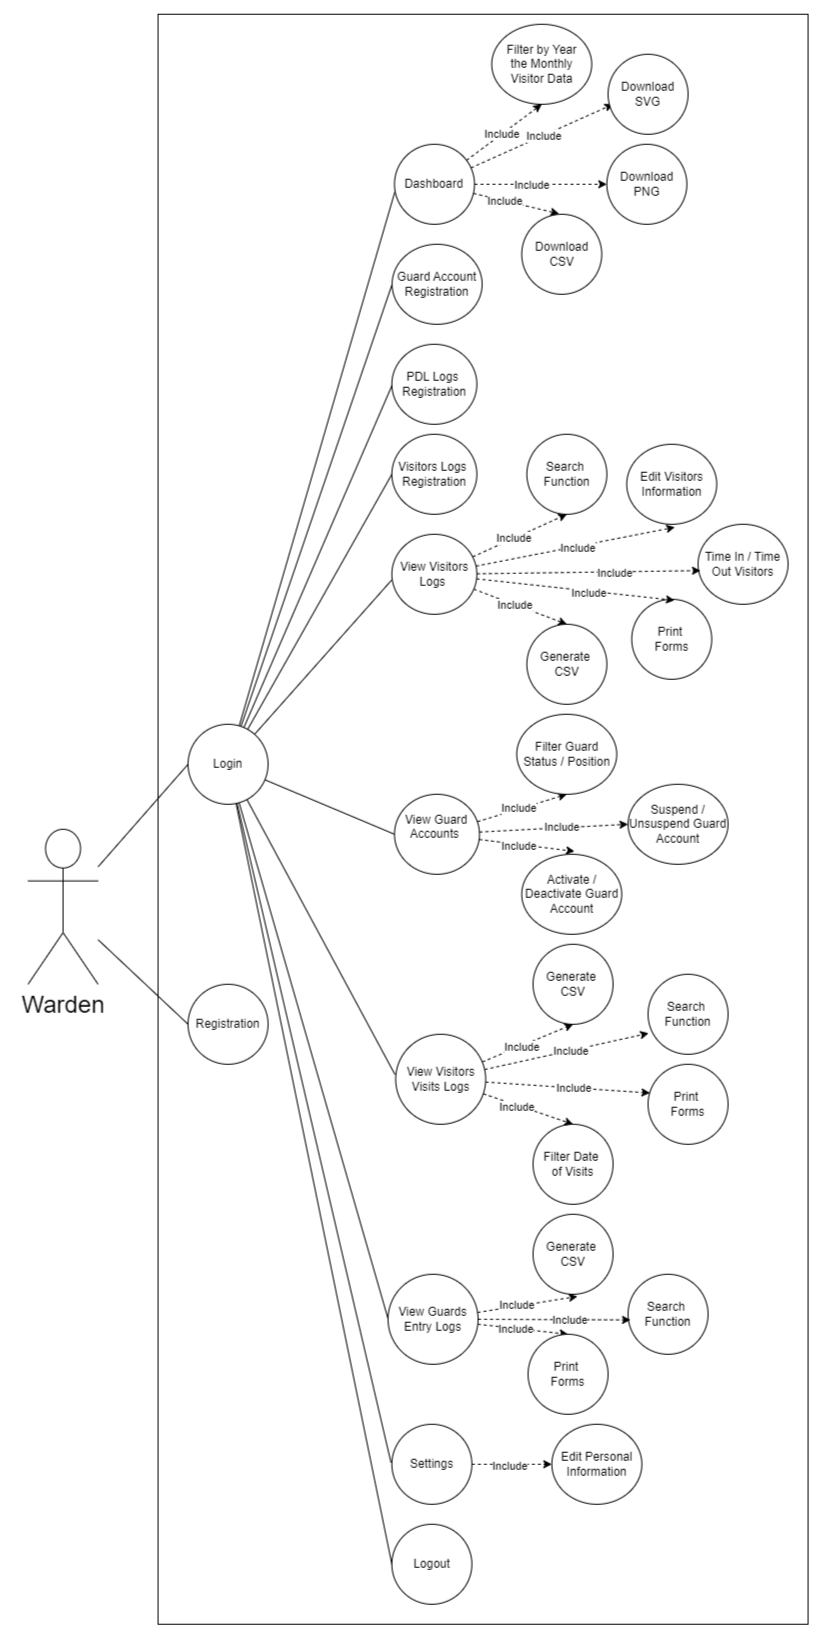 Filter by Year
the Monthly
Visitor Data
Download
SVG
Include
Include
Dashboard
Include
Download
PNG
Include
Download
CSV
Guard Account
Registration
PDL Logs
Registration
Visitors Logs
Registration
Search
Function
Edit Visitors
Information
Include
Include
View Visitors
Logs
Include
Time In / Time
Out Visitors
Include
Include
Print
Forms
Generate
CSV
Login
Filter Guard
Status / Position
Include
View Guard
Accounts
Include
Suspend /
Unsuspend Guard
Account
Include
Activate /
Deactivate Guard
Account
Warden
Registration
Generate
CSV
Search
Function
Include
Include
View Visitors
Visits Logs
Include
Print
Forms
Include
Filter Date
of Visits
Generate
CSV
Include
View Guards
Entry Logs
Include
Search
Function
Include
Print
Forms
Settings
Include
Edit Personal
Information
Logout